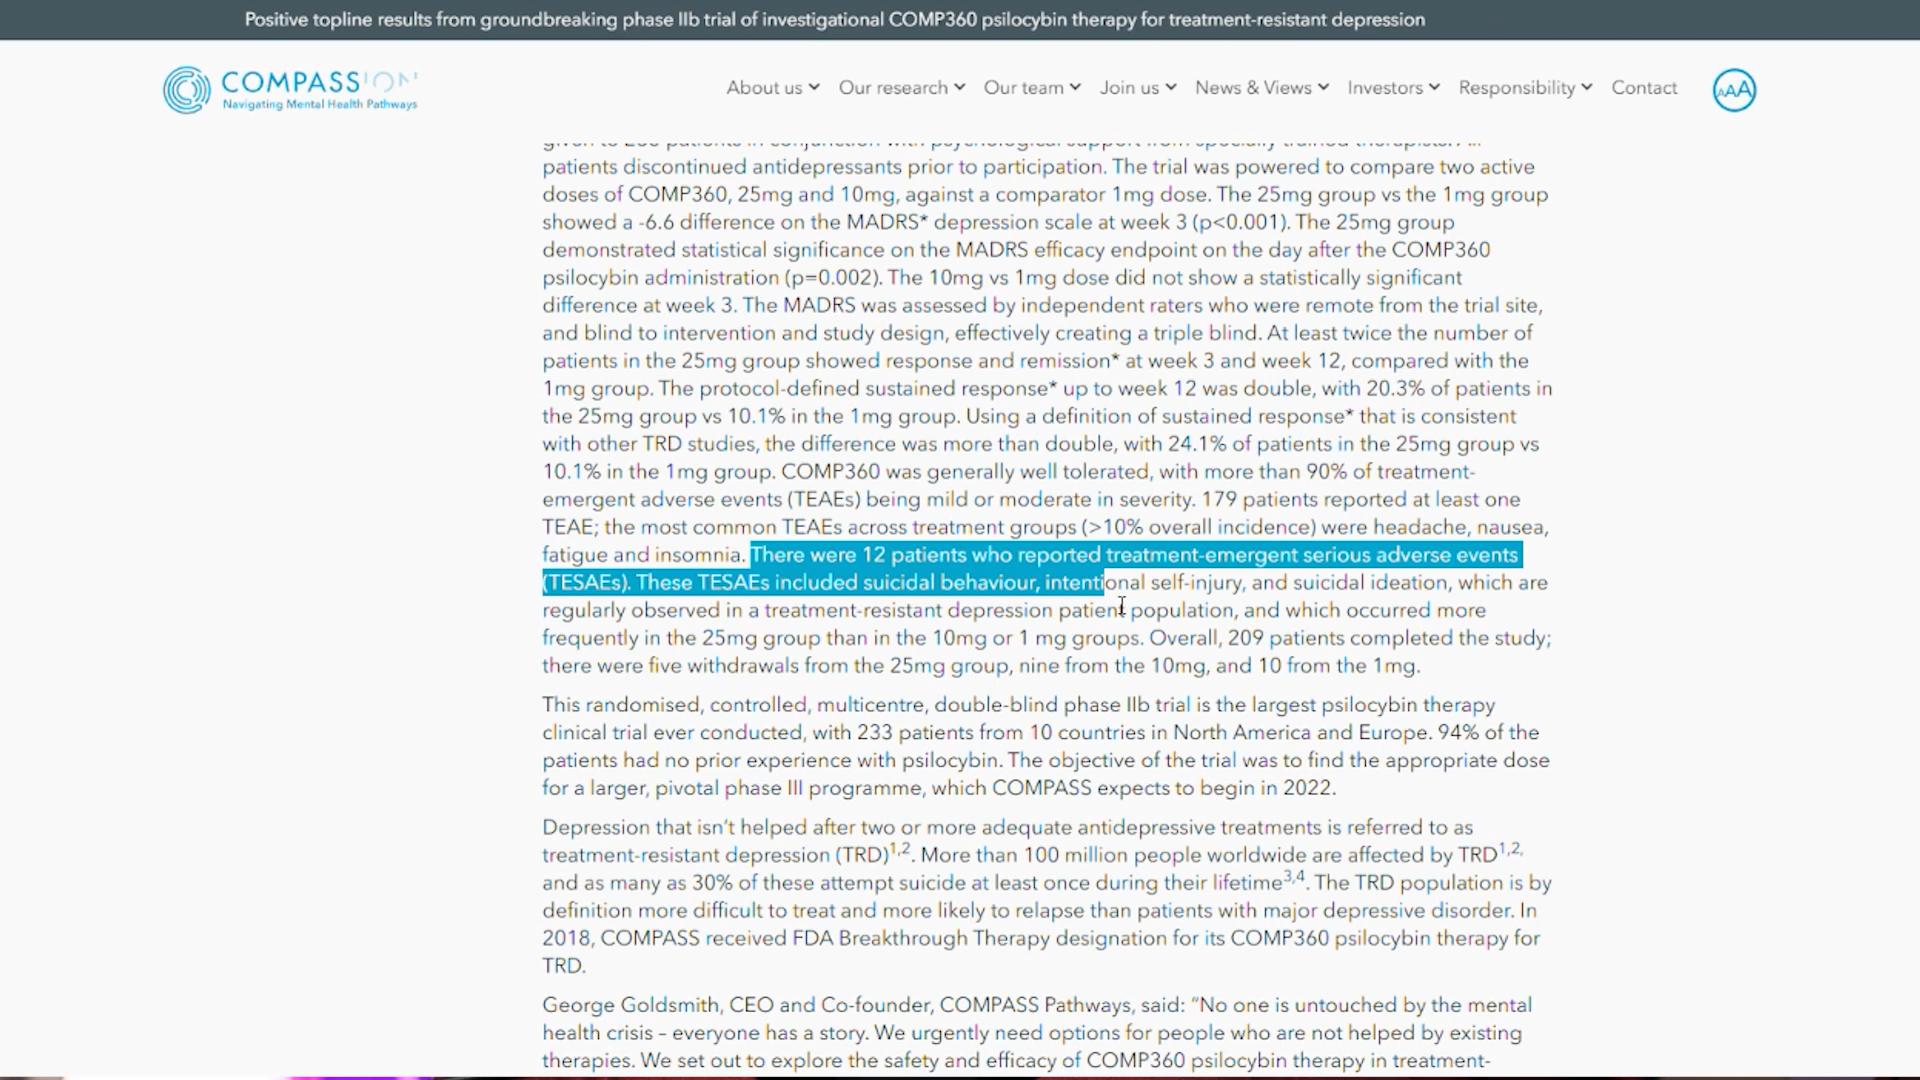 Positive topline results from groundbreaking phase IIb trial of investigational COMP360 psilocybin therapy for treatment-resistant depression
COMPASSION
Navigating Mental Health Pathways
About us Our research Our team Join us News & Views Investors Responsibility Contact AAA
patients discontinued antidepressants prior to participation. The trial was powered to compare two active
doses of COMP360, 25mg and 10mg, against a comparator 1mg dose. The 25mg group vs the 1mg group
showed a -6.6 difference on the MADRS* depression scale at week 3 (p<0.001). The 25mg group
demonstrated statistical significance on the MADRS efficacy endpoint on the day after the COMP360
psilocybin administration (p=0.002). The 10mg vs 1mg dose did not show a statistically significant
difference at week 3. The MADRS was assessed by independent raters who were remote from the trial site,
and blind to intervention and study design, effectively creating a triple blind. At least twice the number of
patients in the 25mg group showed response and remission* at week 3 and week 12, compared with the
1mg group. The protocol-defined sustained response* up to week 12 was double, with 20.3% of patients in
the 25mg group vs 10.1% in the 1mg group. Using a definition of sustained response* that is consistent
with other TRD studies, the difference was more than double, with 24.1% of patients in the 25mg group vs
10.1% in the 1mg group. COMP360 was generally well tolerated, with more than 90% of treatment-
emergent adverse events (TEAEs) being mild or moderate in severity. 179 patients reported at least one
TEAE; the most common TEAEs across treatment groups (>10% overall incidence) were headache, nausea,
fatigue and insomnia. There were 12 patients who reported treatment-emergent serious adverse events
(TESAEs). These TESAEs included suicidal behaviour, intentional self-injury, and suicidal ideation, which are
regularly observed in a treatment-resistant depression patient population, and which occurred more
frequently in the 25mg group than in the 10mg or 1 mg groups. Overall, 209 patients completed the study;
there were five withdrawals from the 25mg group, nine from the 10mg, and 10 from the 1mg.
This randomised, controlled, multicentre, double-blind phase IIb trial is the largest psilocybin therapy
clinical trial ever conducted, with 233 patients from 10 countries in North America and Europe. 94% of the
patients had no prior experience with psilocybin. The objective of the trial was to find the appropriate dose
for a larger, pivotal phase III programme, which COMPASS expects to begin in 2022.
Depression that isn't helped after two or more adequate antidepressive treatments is referred to as
treatment-resistant depression (TRD)1,2. More than 100 million people worldwide are affected by TRD1,2,
and as many as 30% of these attempt suicide at least once during their lifetime3,4. The TRD population is by
definition more difficult to treat and more likely to relapse than patients with major depressive disorder. In
2018, COMPASS received FDA Breakthrough Therapy designation for its COMP360 psilocybin therapy for
TRD.
George Goldsmith, CEO and Co-founder, COMPASS Pathways, said: "No one is untouched by the mental
health crisis – everyone has a story. We urgently need options for people who are not helped by existing
therapies. We set out to explore the safety and efficacy of COMP360 psilocybin therapy in treatment-